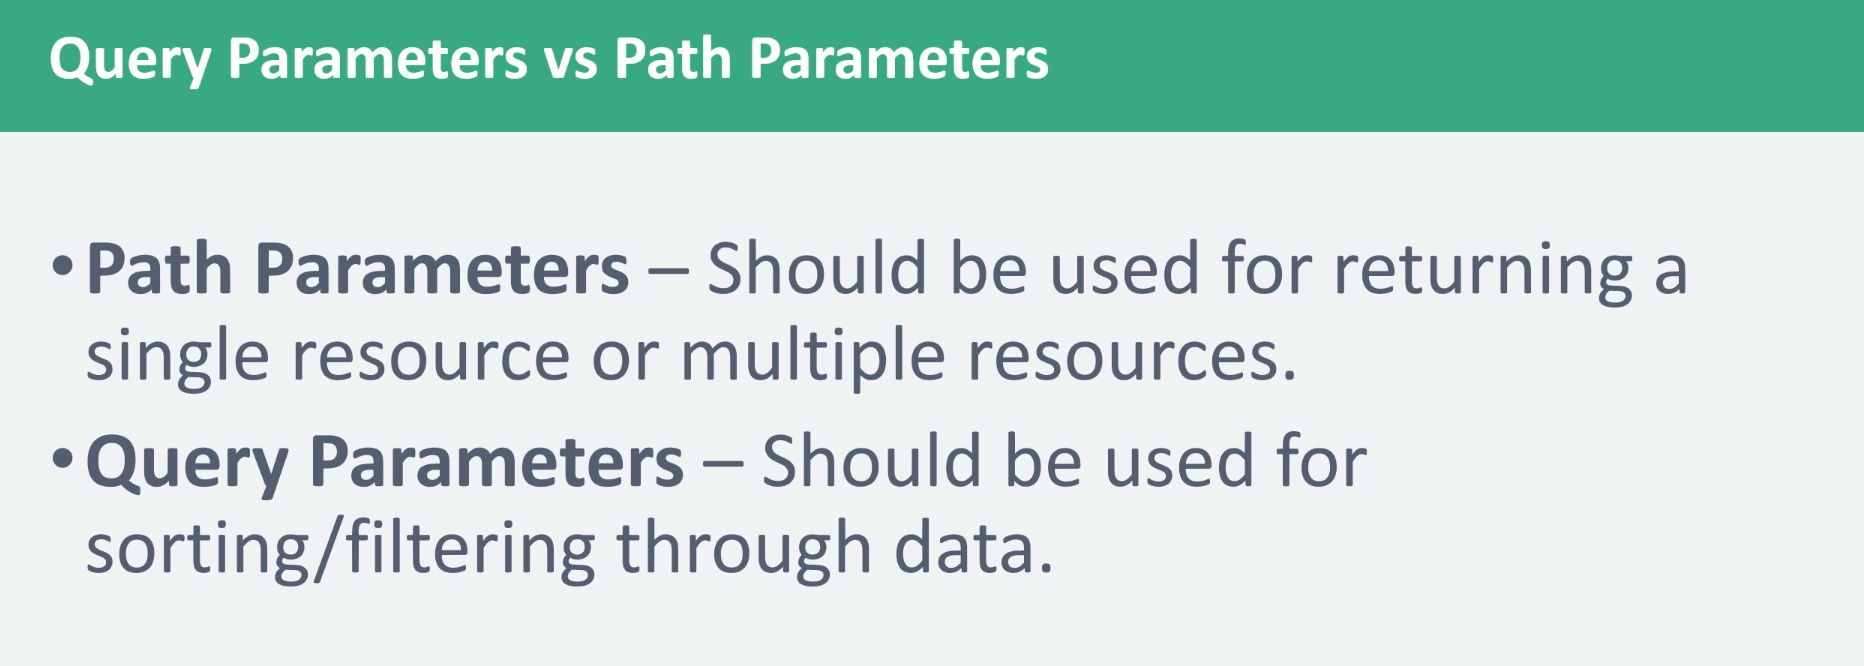 Query Parameters vs Path Parameters
•Path Parameters – Should be used for returning a
single resource or multiple resources.
•Query Parameters – Should be used for
sorting/filtering through data.